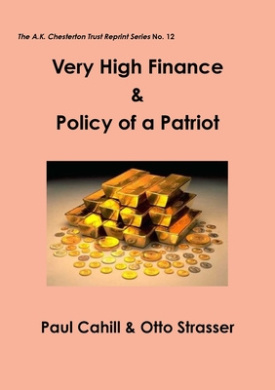 The A.K. Chesterton Trust Reprint Series No. 12
Very High Finance
&
Policy of a Patriot
Paul Cahill & Otto Strasser